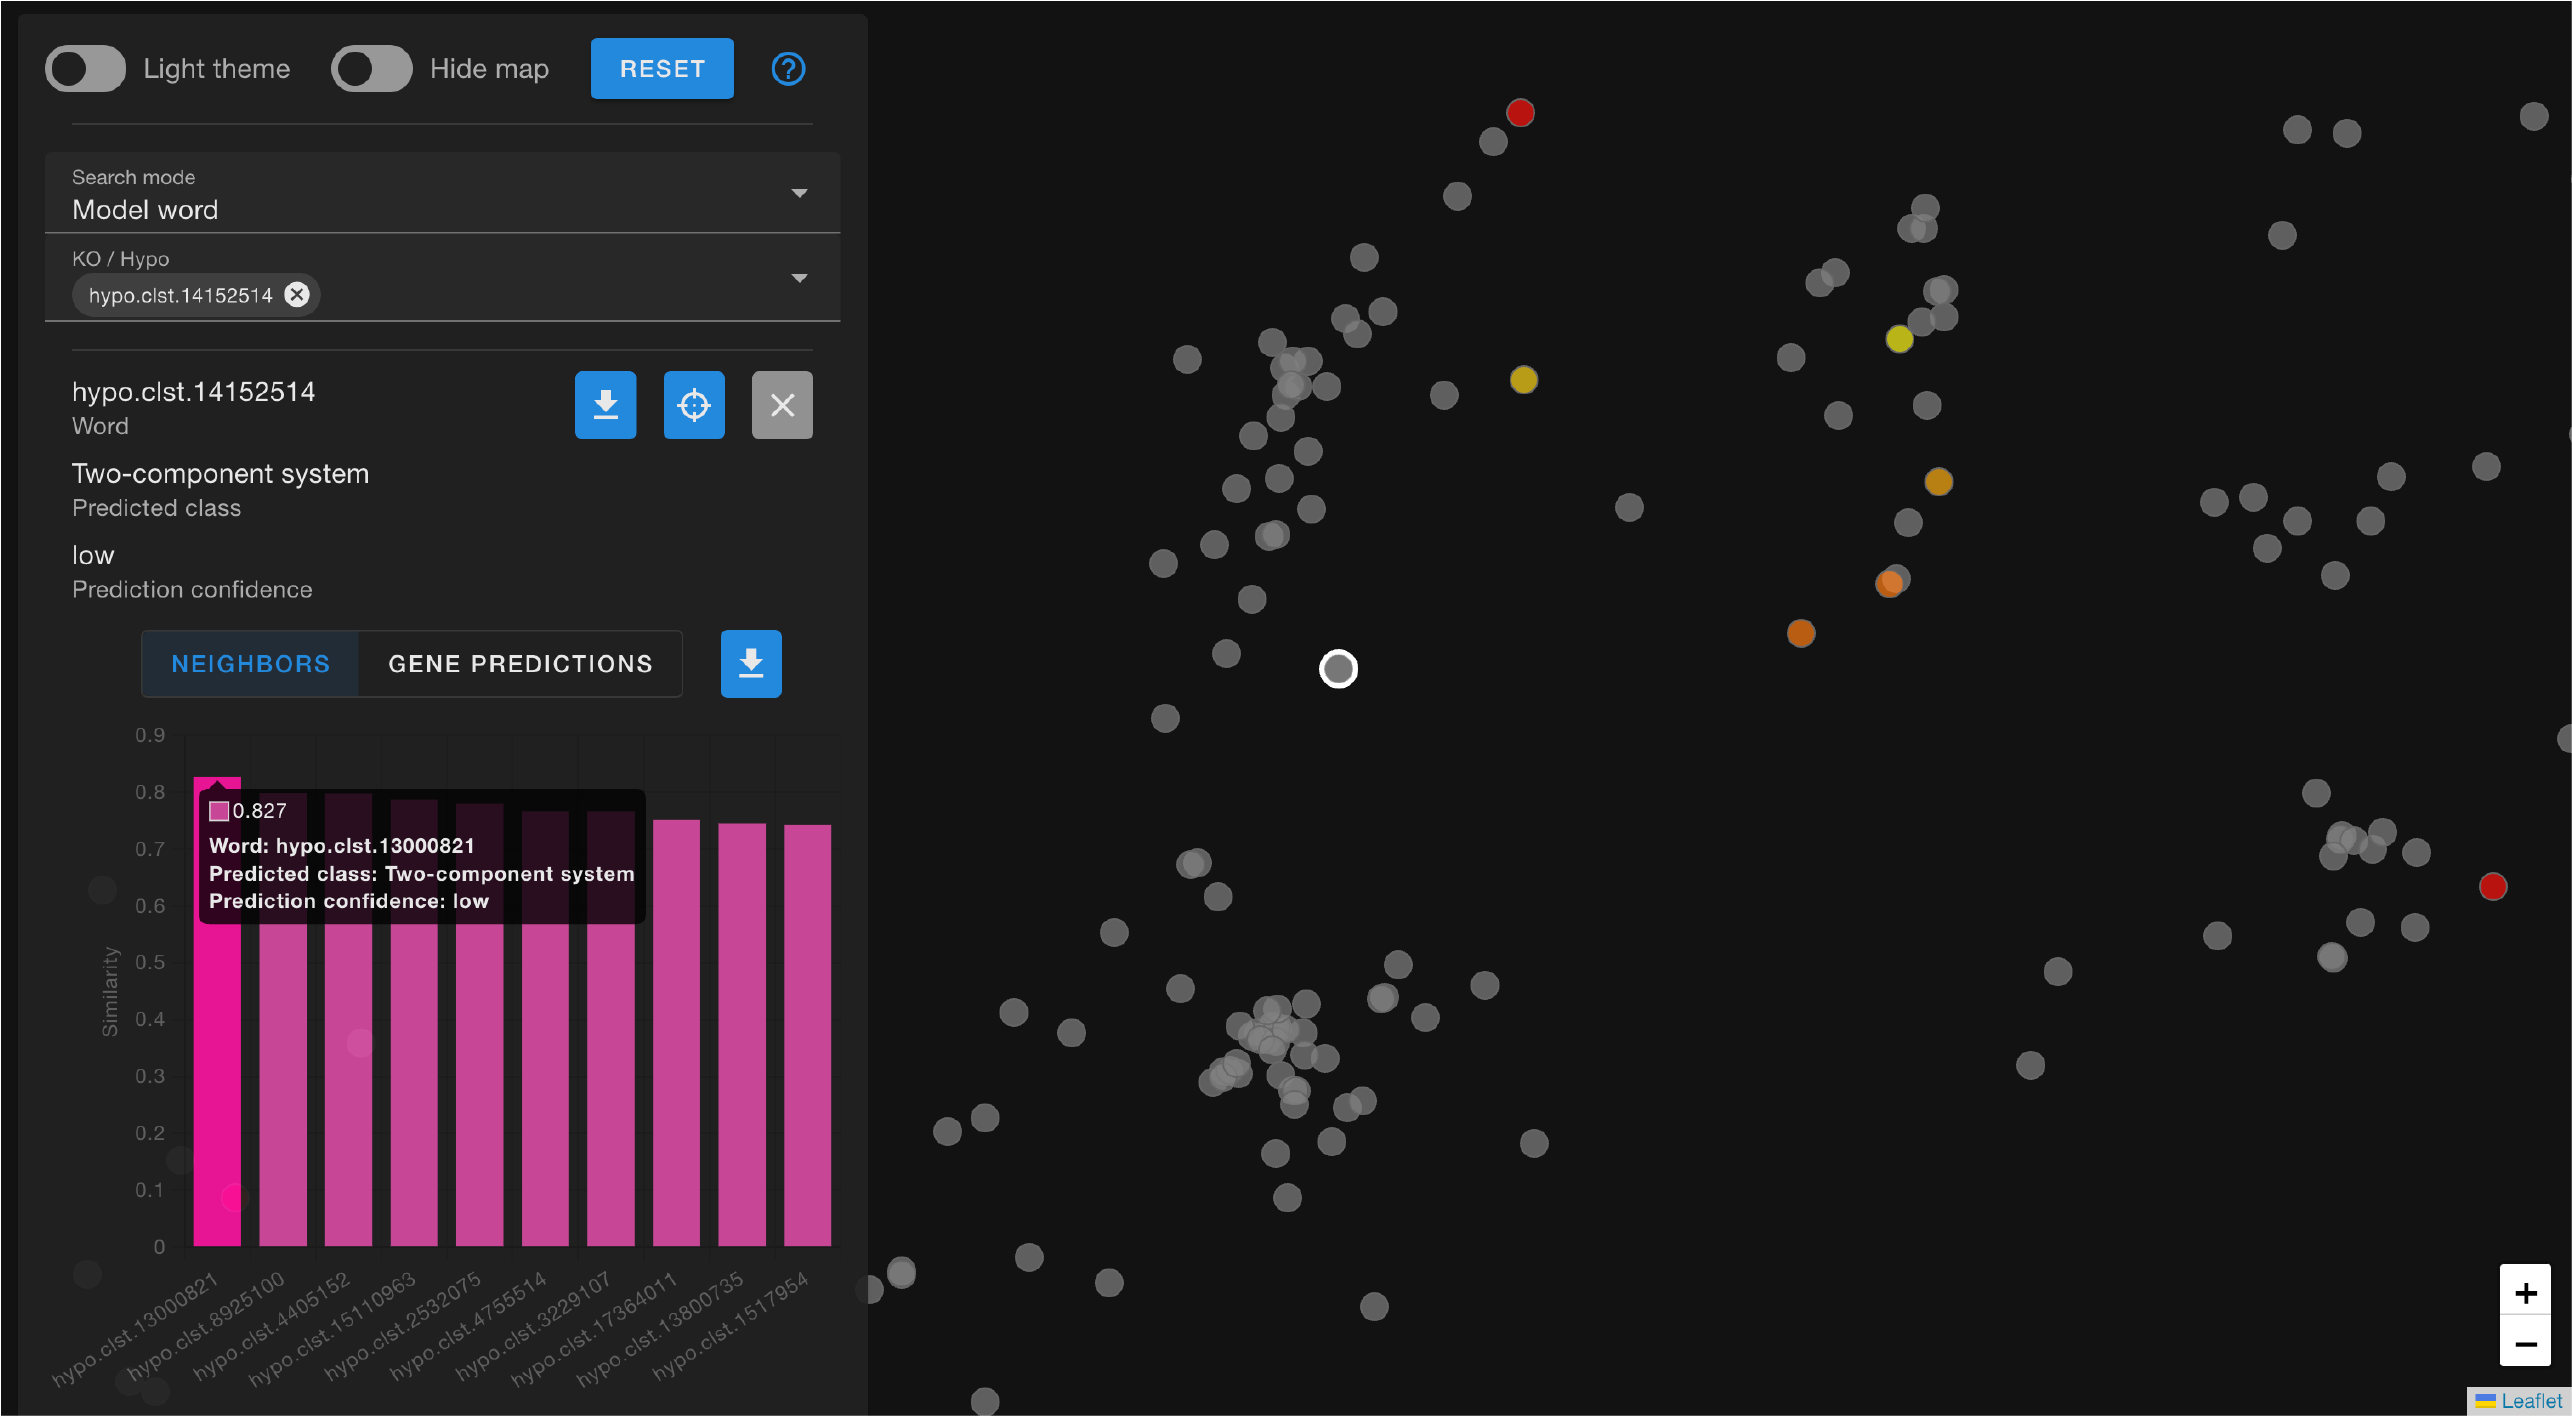 Light theme
Hide map
RESET
?
Search mode
Model word
KO / Hypo
hypo.clst.14152514
hypo.clst.14152514
Word
Two-component system
Predicted class
low
Prediction confidence
NEIGHBORS
GENE PREDICTIONS
0.9
0.8
0.7
0.6
0.5
0.4
0.3
0.2
0.1
0
Similarity
0.827
Word: hypo.clst.13000821
Predicted class: Two-component system
Prediction confidence: low
hypo.clst.13000821
hypo.clst.8925100
hypo.clst.4405152
hypo.clst.15110963
hypo.clst.2532075
hypo.clst.4755514
hypo.clst.3229107
hypo.clst.17364011
hypo.clst.13800735
hypo.clst.1517954
+
−
Leaflet